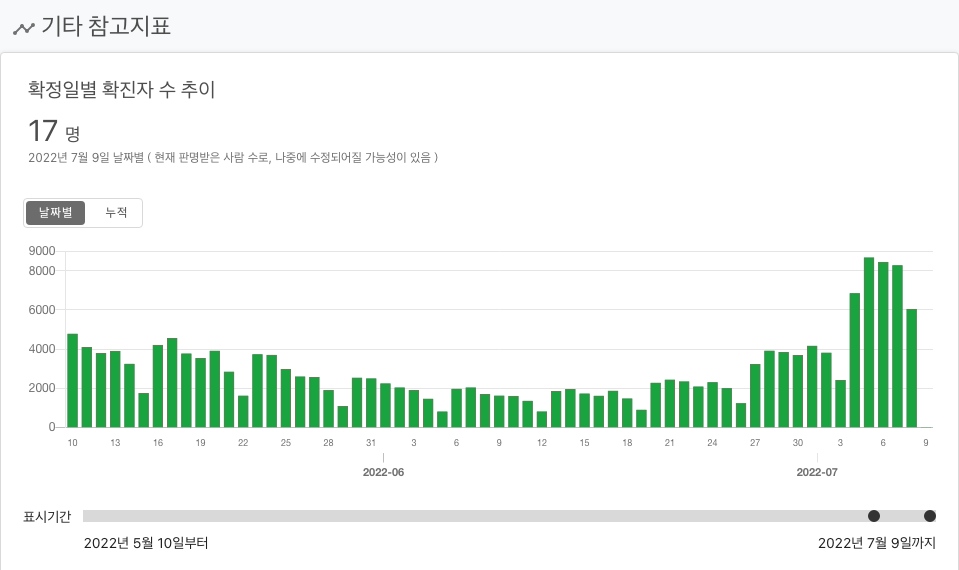 기타 참고지표
확정일별 확진자 수 추이
17 명
2022년 7월 9일 날짜별 ( 현재 판명받은 사람 수로, 나중에 수정되어질 가능성이 있음 )
날짜별 누적
9000
8000
6000
4000
2000
0
10 13 16 19 22 25 28 31 3 6 9 12 15 18 21 24 27 30 3 6 9
2022-06 2022-07
표시기간
2022년 5월 10일부터 2022년 7월 9일까지